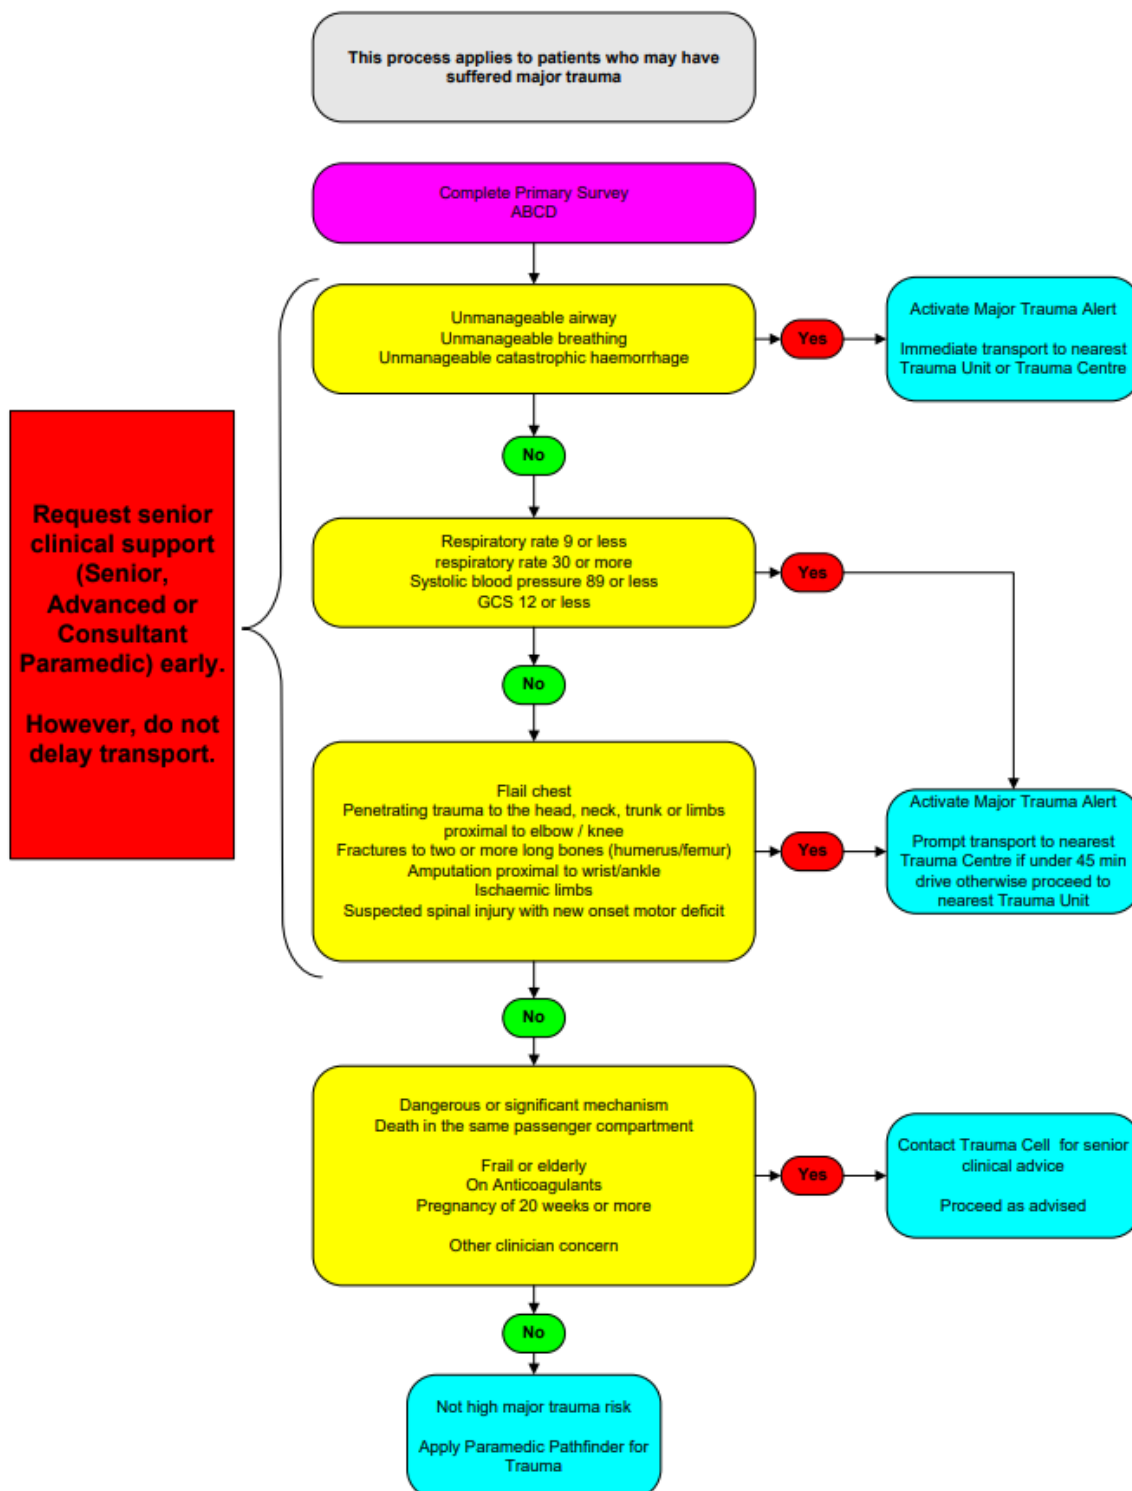 This process applies to patients who may have
suffered major trauma
Complete Primary Survey
ABCD
Unmanageable airway
Unmanageable breathing
Unmanageable catastrophic haemorrhage
Yes
Activate Major Trauma Alert
Immediate transport to nearest
Trauma Unit or Trauma Centre
No
Request senior
clinical support
(Senior,
Advanced or
Consultant
Paramedic) early.
However, do not
delay transport.
Respiratory rate 9 or less
respiratory rate 30 or more
Systolic blood pressure 89 or less
GCS 12 or less
Yes
No
Flail chest
Penetrating trauma to the head, neck, trunk or limbs
proximal to elbow / knee
Fractures to two or more long bones (humerus/femur)
Amputation proximal to wrist/ankle
Ischaemic limbs
Suspected spinal injury with new onset motor deficit
Yes
Activate Major Trauma Alert
Prompt transport to nearest
Trauma Centre if under 45 min
drive otherwise proceed to
nearest Trauma Unit
No
Dangerous or significant mechanism
Death in the same passenger compartment
Frail or elderly
On Anticoagulants
Pregnancy of 20 weeks or more
Other clinician concern
Yes
Contact Trauma Cell for senior
clinical advice
Proceed as advised
No
Not high major trauma risk
Apply Paramedic Pathfinder for
Trauma